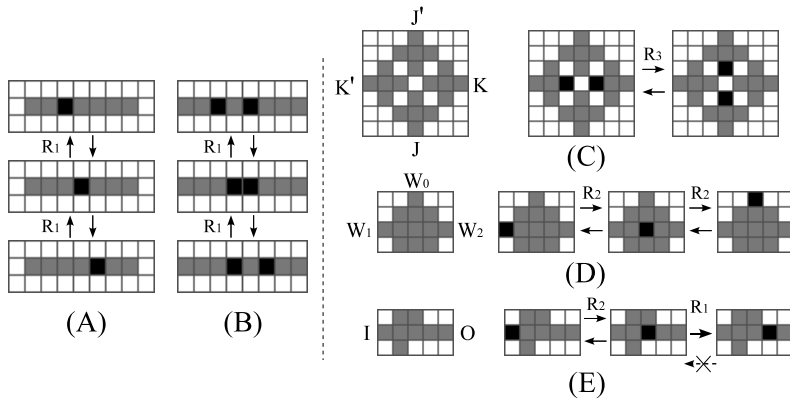 R₁
R₁
(A)
R₁
R₁
(B)
J'
K'
K
J
R₃
(C)
W₀
W₁
W₂
R₂
R₂
(D)
I
O
R₂
R₁
(E)